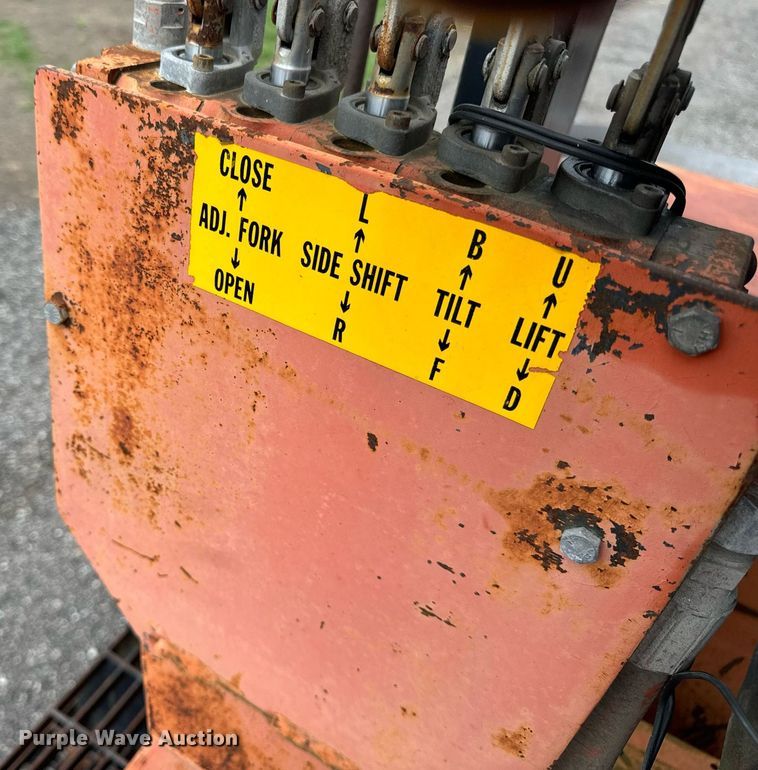 CLOSE
↑
ADJ. FORK
↓
OPEN
L
↑
SIDE SHIFT
↓
R
B
↑
TILT
↓
F
U
↑
LIFT
↓
D
Purple Wave Auction